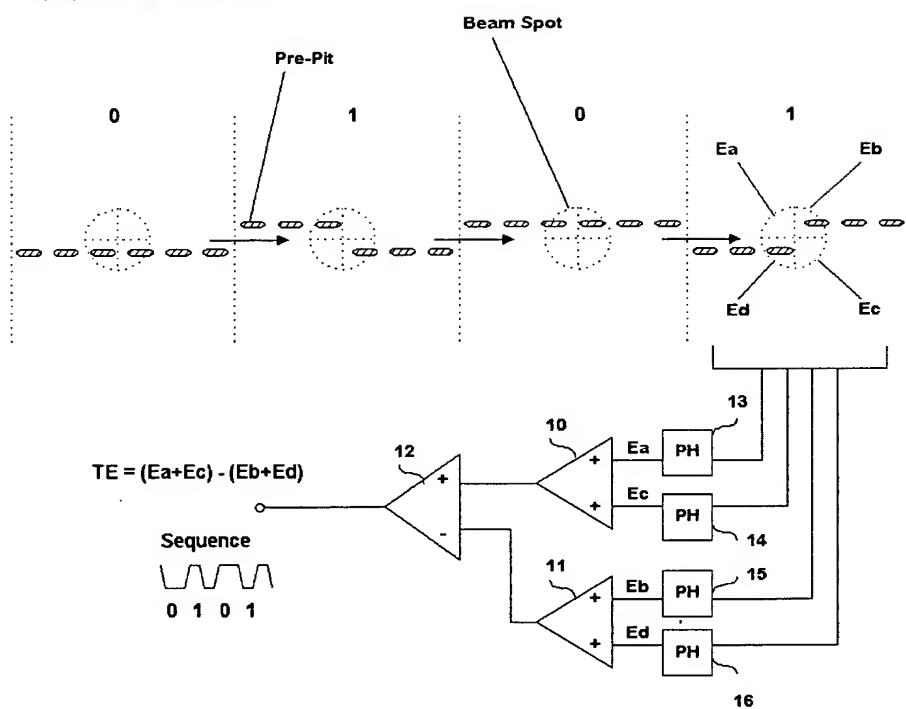 Beam Spot
Pre-Pit
0 1 0 1
Ea Eb
Ed Ec
13
10 Ea PH
12
TE = (Ea+Ec) - (Eb+Ed) +
+
+ Ec PH
-
14
Sequence
11 15
+ Eb PH
0 1 0 1
+ Ed PH
16